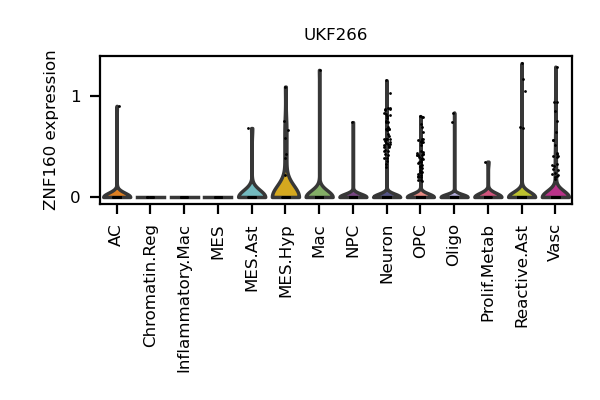 UKF266
ZNF160 expression
1
0
AC
Chromatin.Reg
Inflammatory.Mac
MES
MES.Ast
MES.Hyp
Mac
NPC
Neuron
OPC
Oligo
Prolif.Metab
Reactive.Ast
Vasc